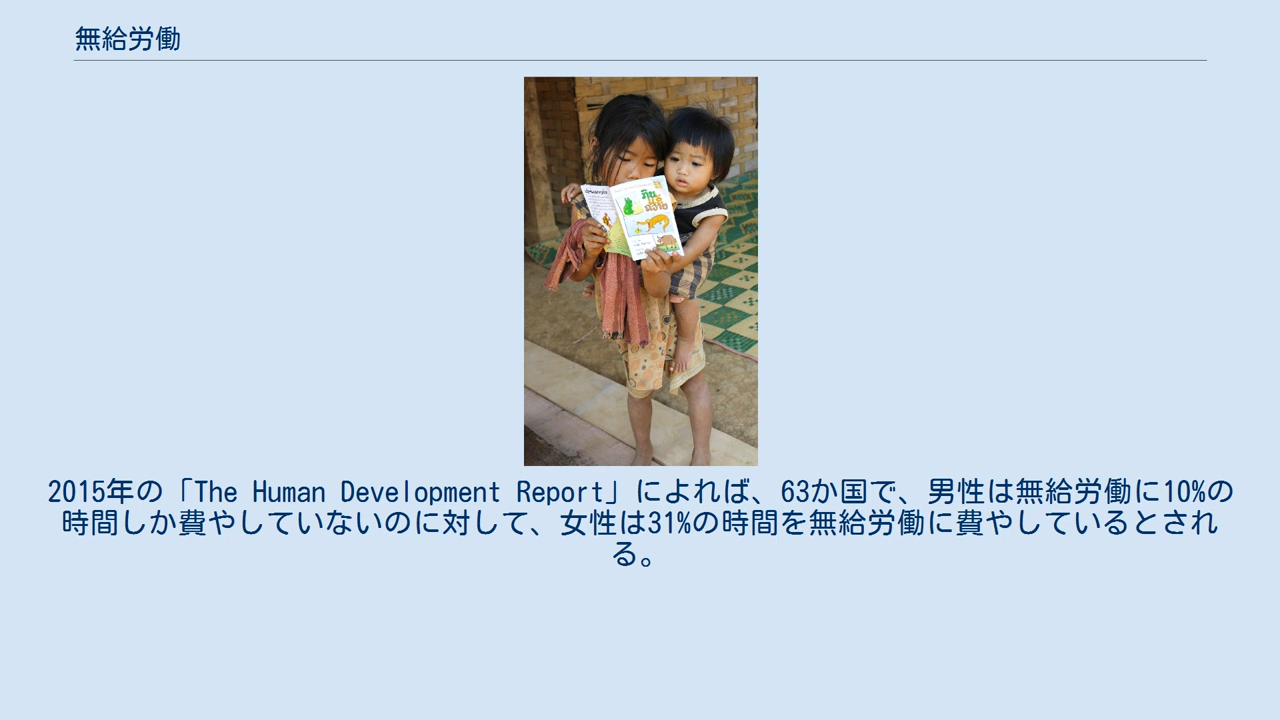 無給労働
2015年の「The Human Development Report」によれば、63か国で、男性は無給労働に10%の
時間しか費やしていないのに対して、女性は31%の時間を無給労働に費やしているとされ
る。